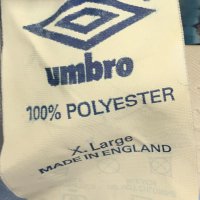 umbro
100% POLYESTER
X. Large
MADE IN ENGLAND